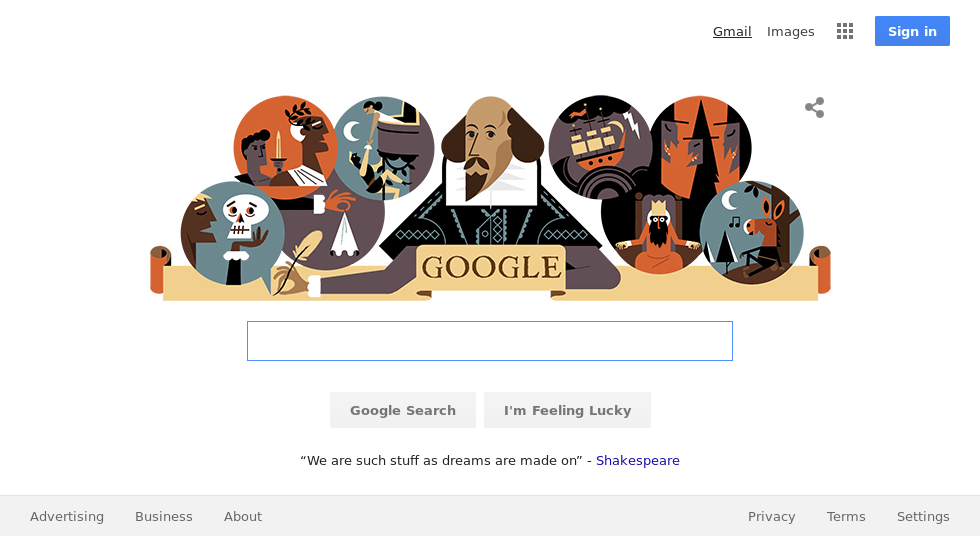 Gmail Images Sign in
GOOGLE
Google Search I'm Feeling Lucky
“We are such stuff as dreams are made on” - Shakespeare
Advertising Business About Privacy Terms Settings